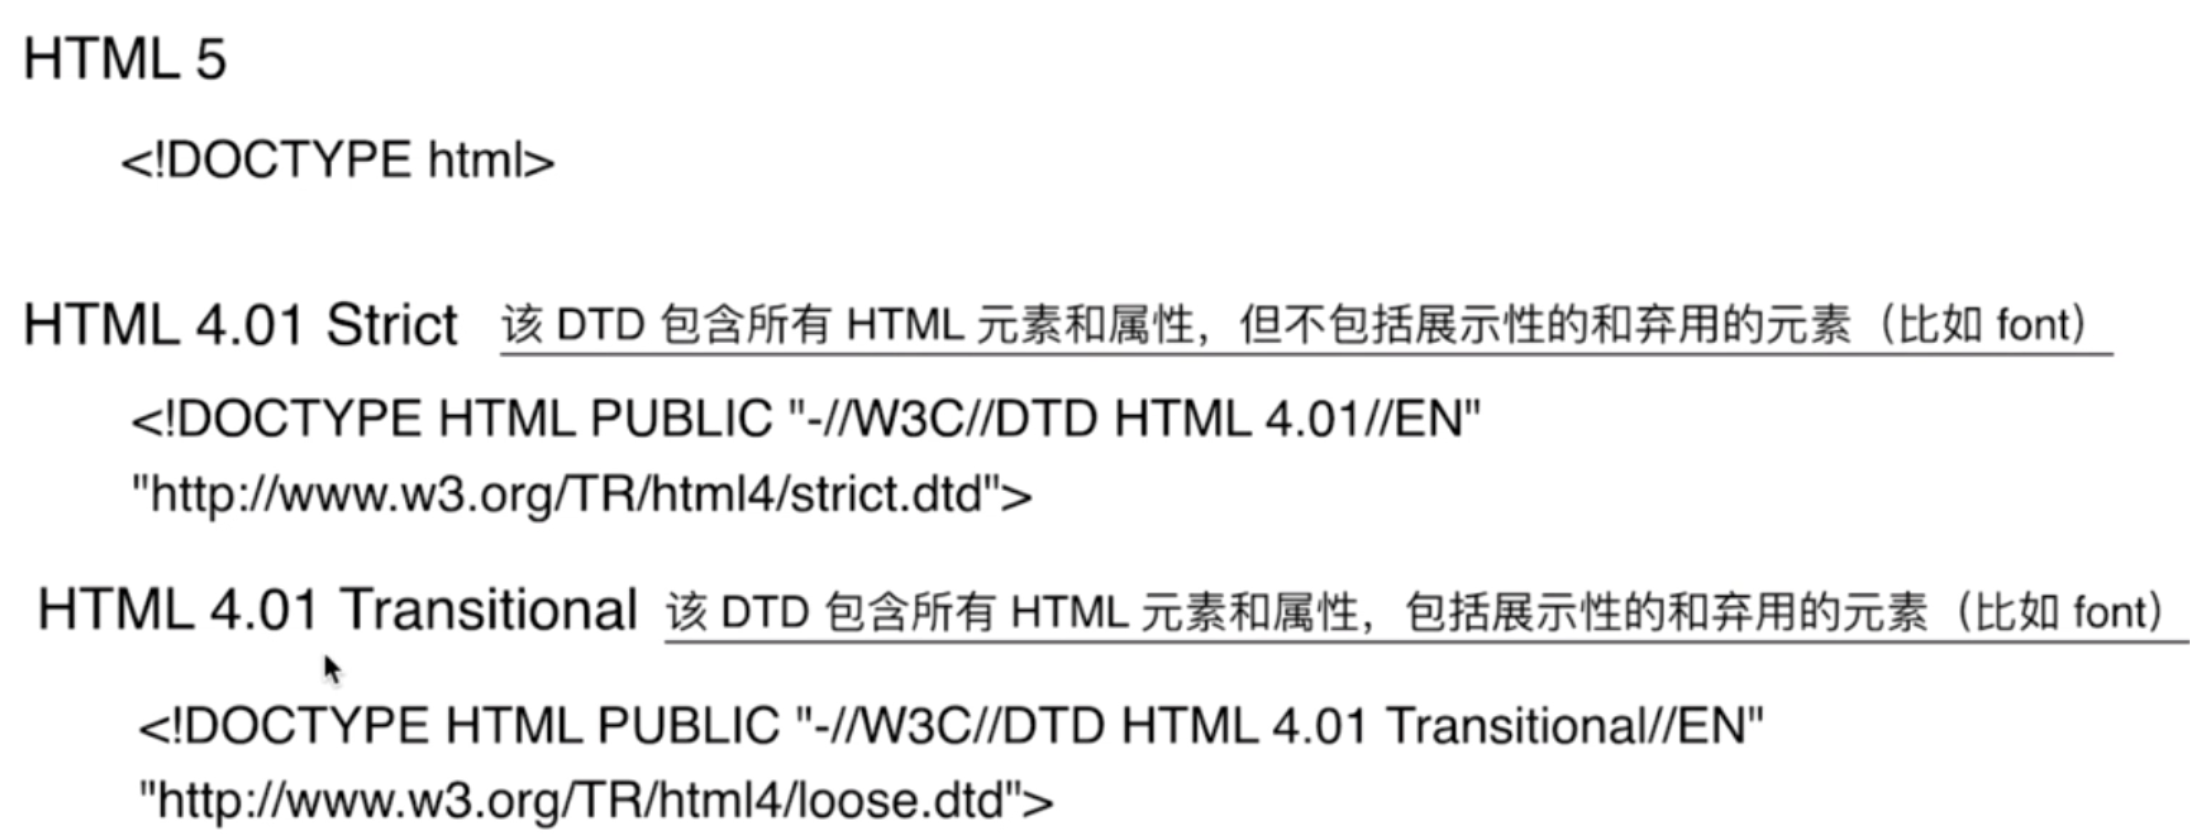 HTML 5
<!DOCTYPE html>
HTML 4.01 Strict 该 DTD 包含所有 HTML 元素和属性，但不包括展示性的和弃用的元素（比如 font）
<!DOCTYPE HTML PUBLIC "-//W3C//DTD HTML 4.01//EN"
"http://www.w3.org/TR/html4/strict.dtd">
HTML 4.01 Transitional 该 DTD 包含所有 HTML 元素和属性，包括展示性的和弃用的元素（比如 font）
<!DOCTYPE HTML PUBLIC "-//W3C//DTD HTML 4.01 Transitional//EN"
"http://www.w3.org/TR/html4/loose.dtd">